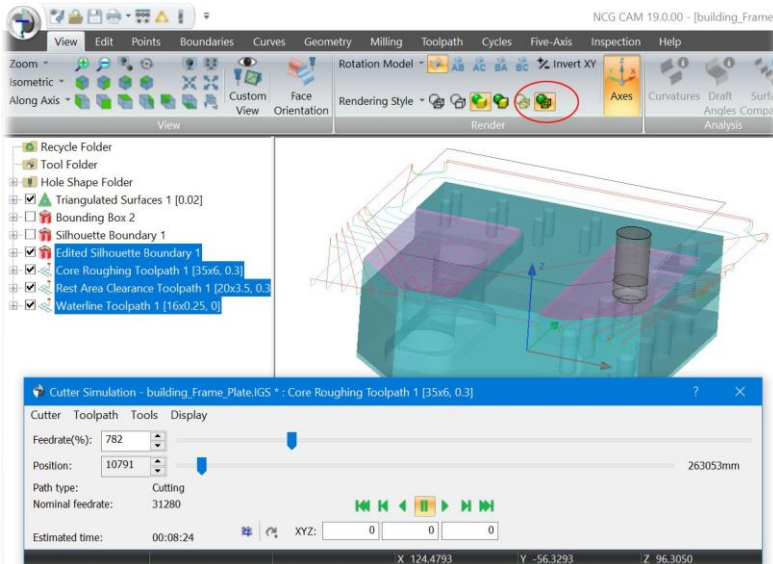 NCG CAM 19.0.00 - [building_Frame
View Edit Points Boundaries Curves Geometry Milling Toolpath Cycles Five-Axis Inspection Help
Zoom
Isometric
Along Axis
Custom View
Face Orientation
View
Rotation Model AB AC BA BC Invert XY
Rendering Style
Render
Axes
Curvatures
Draft Angles
Surfa
Compa
Analysis
Recycle Folder
Tool Folder
Hole Shape Folder
Triangulated Surfaces 1 [0.02]
Bounding Box 2
Silhouette Boundary 1
Edited Silhouette Boundary 1
Core Roughing Toolpath 1 [35x6, 0.3]
Rest Area Clearance Toolpath 1 [20x3.5, 0.3
Waterline Toolpath 1 [16x0.25, 0]
Z
Cutter Simulation - building_Frame_Plate.IGS * : Core Roughing Toolpath 1 [35x6, 0.3] ?
Cutter Toolpath Tools Display
Feedrate(%): 782
Position: 10791 263053mm
Path type: Cutting
Nominal feedrate: 31280
Estimated time: 00:08:24 XYZ: 0 0 0
X 124.4793 Y -56.3293 Z 96.3050